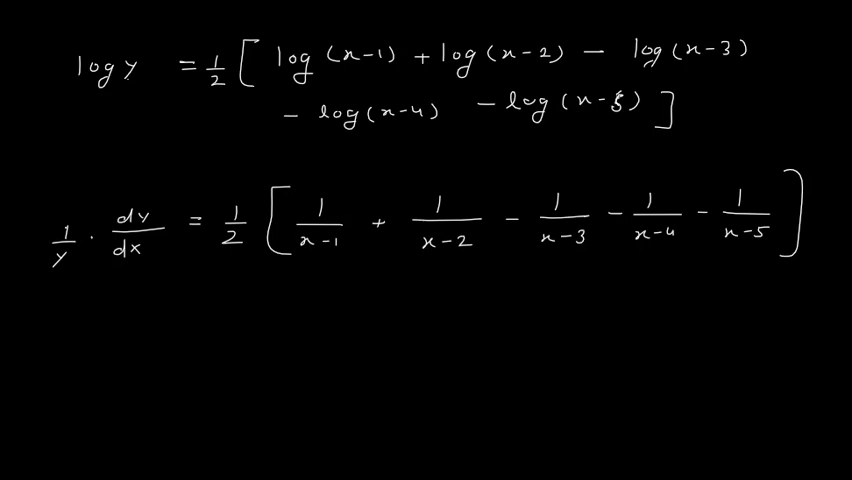 log y = 1/2 [ log (x-1) + log (x-2) - log (x-3)
- log (x-4) - log (x-5) ]
1/y · dy/dx = 1/2 [ 1/(x-1) + 1/(x-2) - 1/(x-3) - 1/(x-4) - 1/(x-5) ]